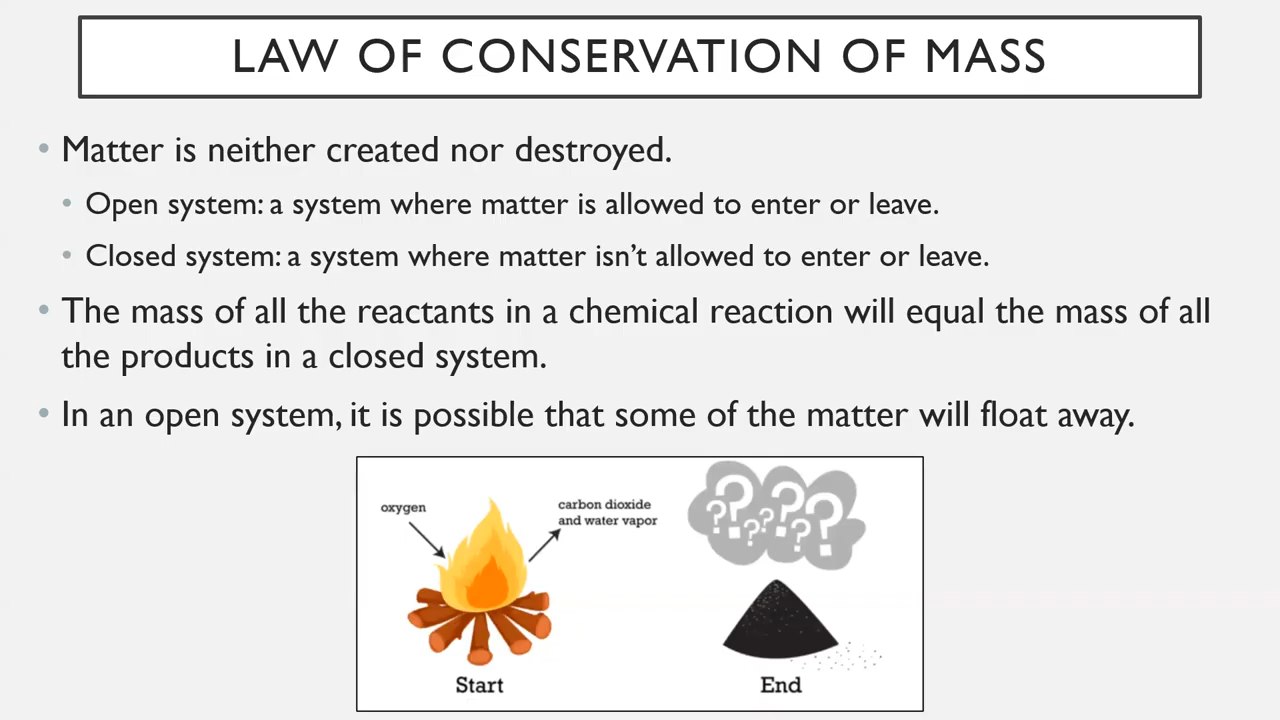 LAW OF CONSERVATION OF MASS
• Matter is neither created nor destroyed.
• Open system: a system where matter is allowed to enter or leave.
• Closed system: a system where matter isn't allowed to enter or leave.
• The mass of all the reactants in a chemical reaction will equal the mass of all
the products in a closed system.
• In an open system, it is possible that some of the matter will float away.
oxygen
carbon dioxide
and water vapor
? ? ? ? ? ? ?
Start
End